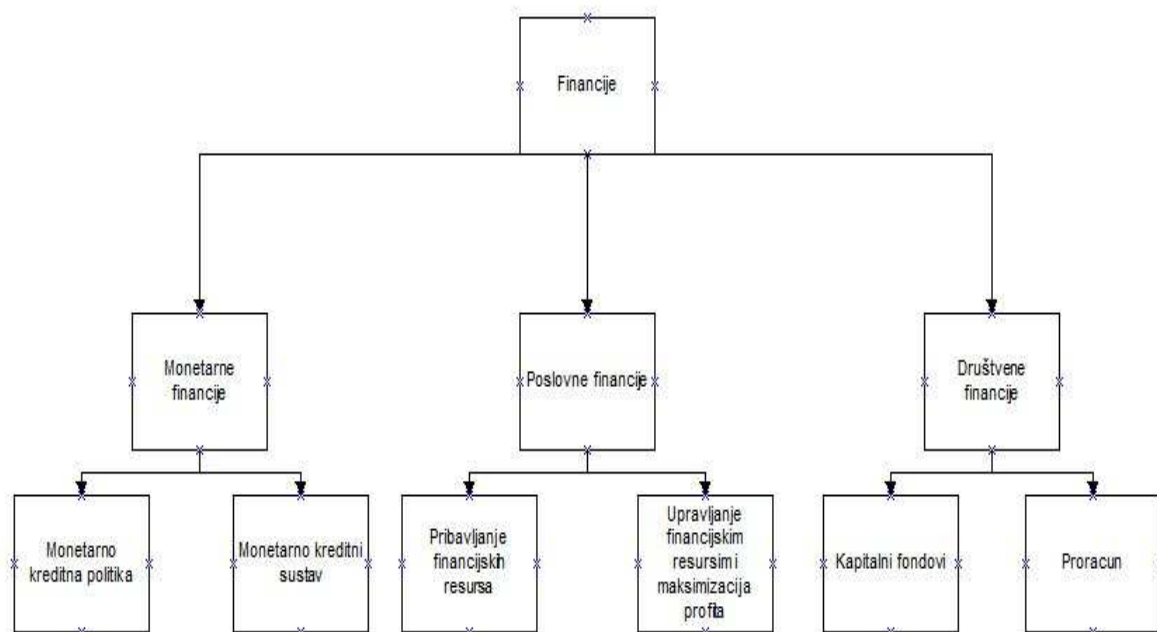 Financije
Monetarne
financije
Poslovne financije
Društvene
financije
Monetarno
kreditna politika
Monetarno kreditni
sustav
Pribavljanje
financijskih
resursa
Upravljanje
financijskim
resursim i
maksimizacija
profita
Kapitalni fondovi
Proracun